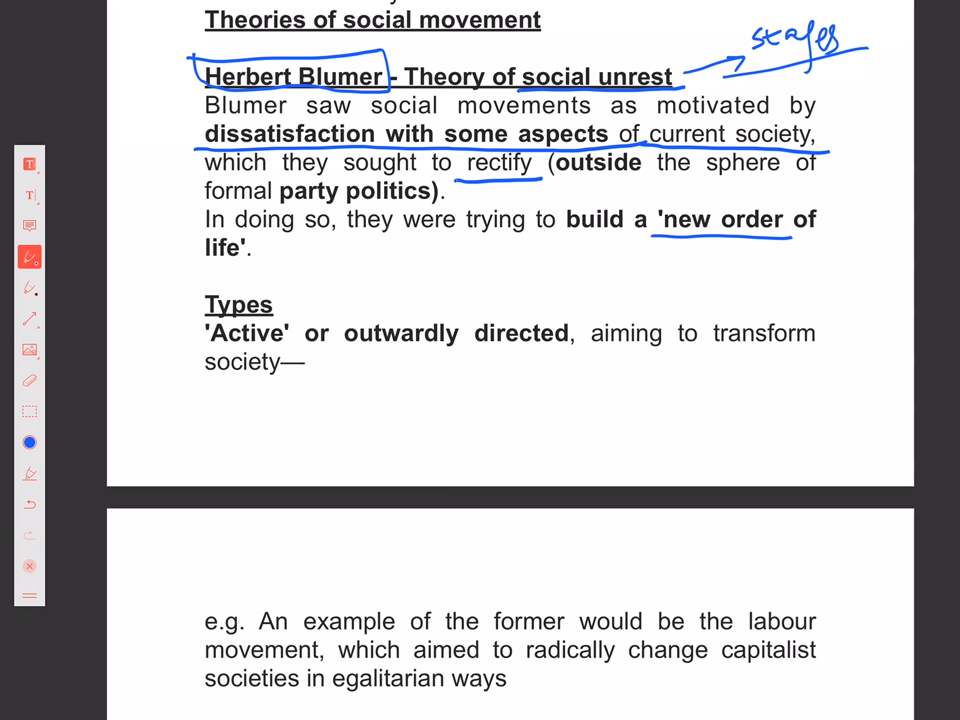 Theories of social movement
stages
Herbert Blumer - Theory of social unrest
Blumer saw social movements as motivated by
dissatisfaction with some aspects of current society,
which they sought to rectify (outside the sphere of
formal party politics).
In doing so, they were trying to build a 'new order of
life'.
Types
'Active' or outwardly directed, aiming to transform
society—
e.g. An example of the former would be the labour
movement, which aimed to radically change capitalist
societies in egalitarian ways